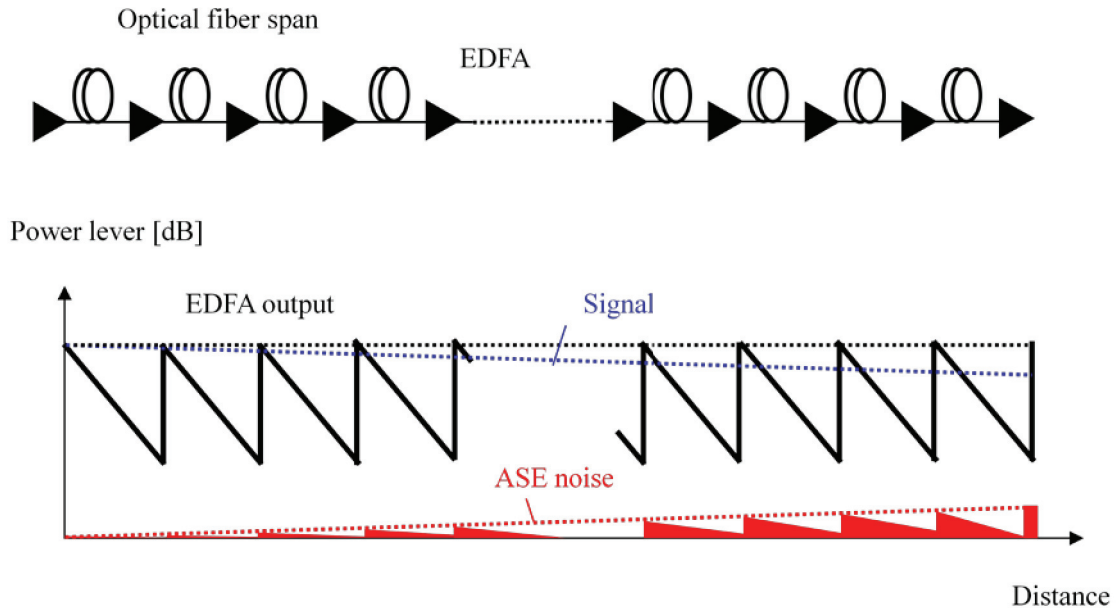 Optical fiber span
EDFA
Power lever [dB]
EDFA output
Signal
ASE noise
Distance